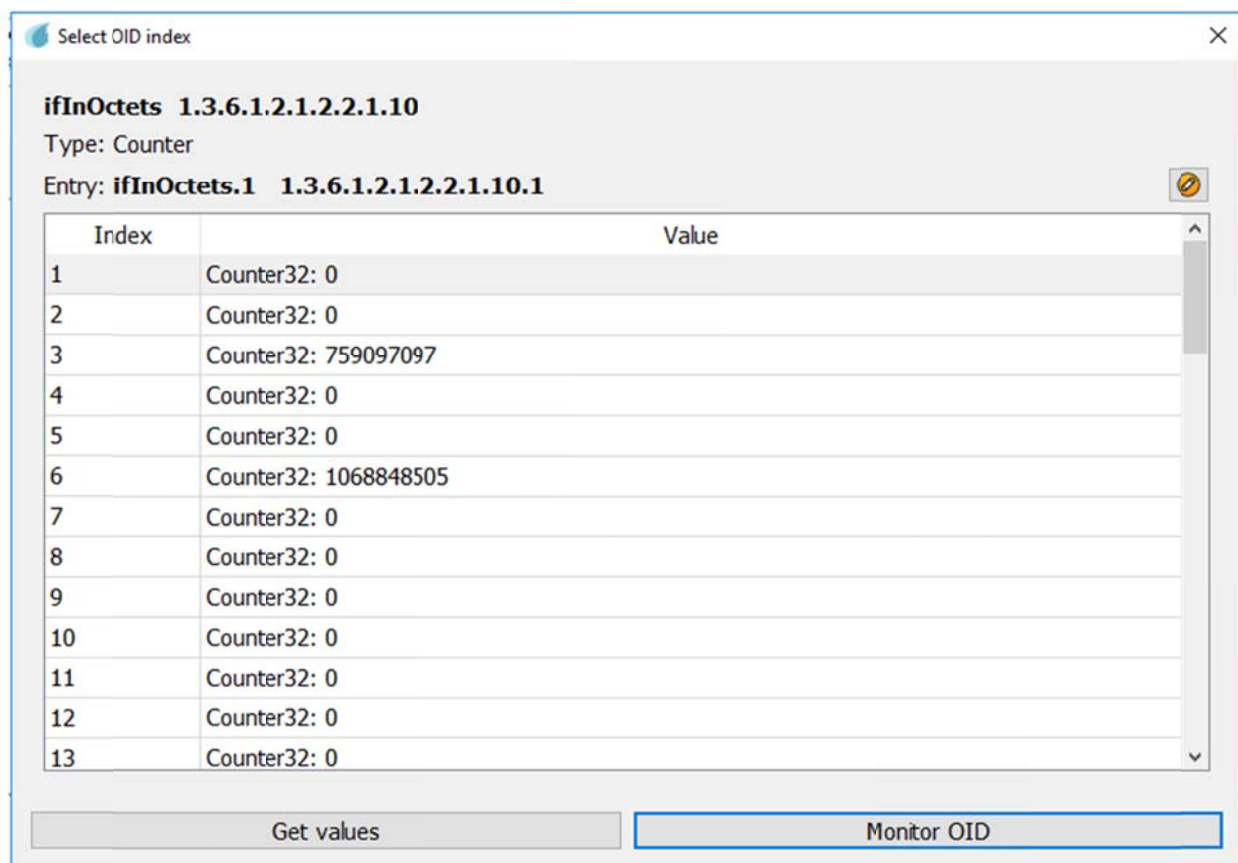 Select OID index
ifInOctets 1.3.6.1.2.1.2.2.1.10
Type: Counter
Entry: ifInOctets.1 1.3.6.1.2.1.2.2.1.10.1
Index Value
1 Counter32: 0
2 Counter32: 0
3 Counter32: 759097097
4 Counter32: 0
5 Counter32: 0
6 Counter32: 1068848505
7 Counter32: 0
8 Counter32: 0
9 Counter32: 0
10 Counter32: 0
11 Counter32: 0
12 Counter32: 0
13 Counter32: 0
Get values Monitor OID